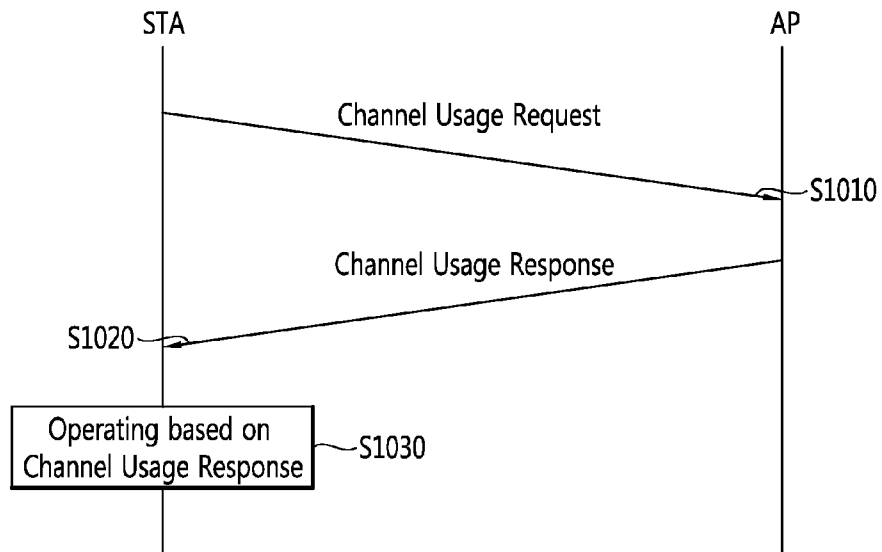 STA
AP
Channel Usage Request
S1010
Channel Usage Response
S1020
Operating based on
Channel Usage Response
S1030